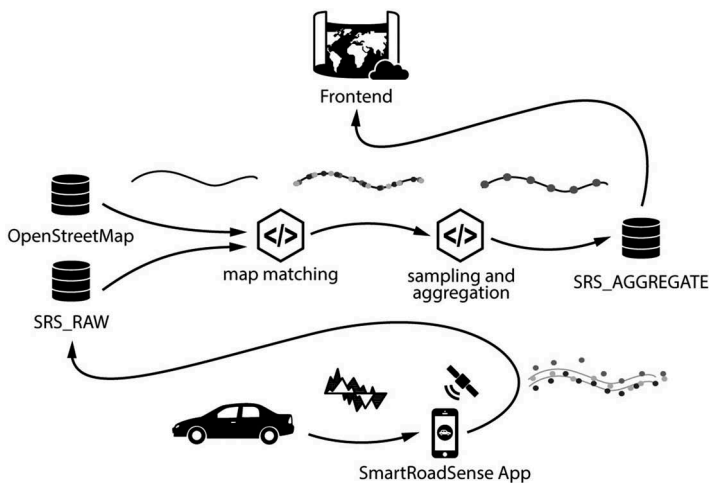 Frontend
OpenStreetMap
</>
</>
map matching
sampling and
aggregation
SRS_AGGREGATE
SRS_RAW
SmartRoadSense App